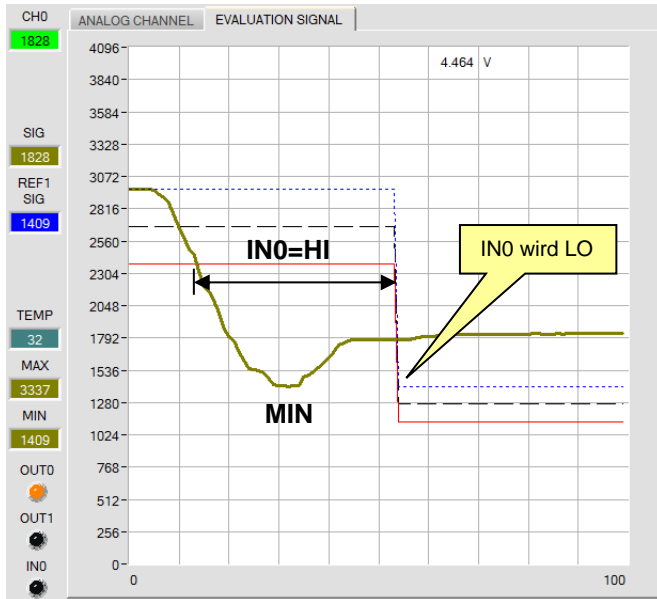 CH0
1828
SIG
1828
REF1
SIG
1409
TEMP
32
MAX
3337
MIN
1409
OUT0
OUT1
IN0
ANALOG CHANNEL
EVALUATION SIGNAL
4.464 V
4096
3840
3584
3328
3072
2816
2560
2304
2048
1792
1536
1280
1024
768
512
256
0
0
100
IN0=HI
IN0 wird LO
MIN